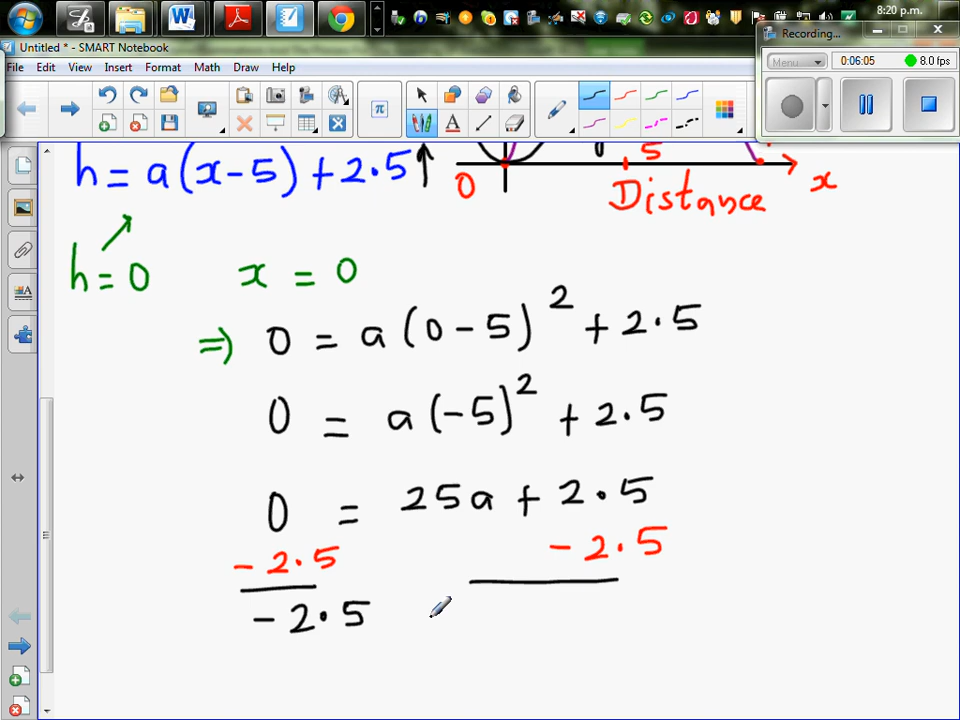 8:20 p.m.
Untitled * - SMART Notebook
Recording...
File Edit View Insert Format Math Draw Help
Menu 0:06:05 8.0 fps
h = a(x-5) + 2.5
0 5 x
Distance
h = 0 x = 0
⇒ 0 = a(0-5)² + 2.5
0 = a(-5)² + 2.5
0 = 25a + 2.5
-2.5 -2.5
-2.5